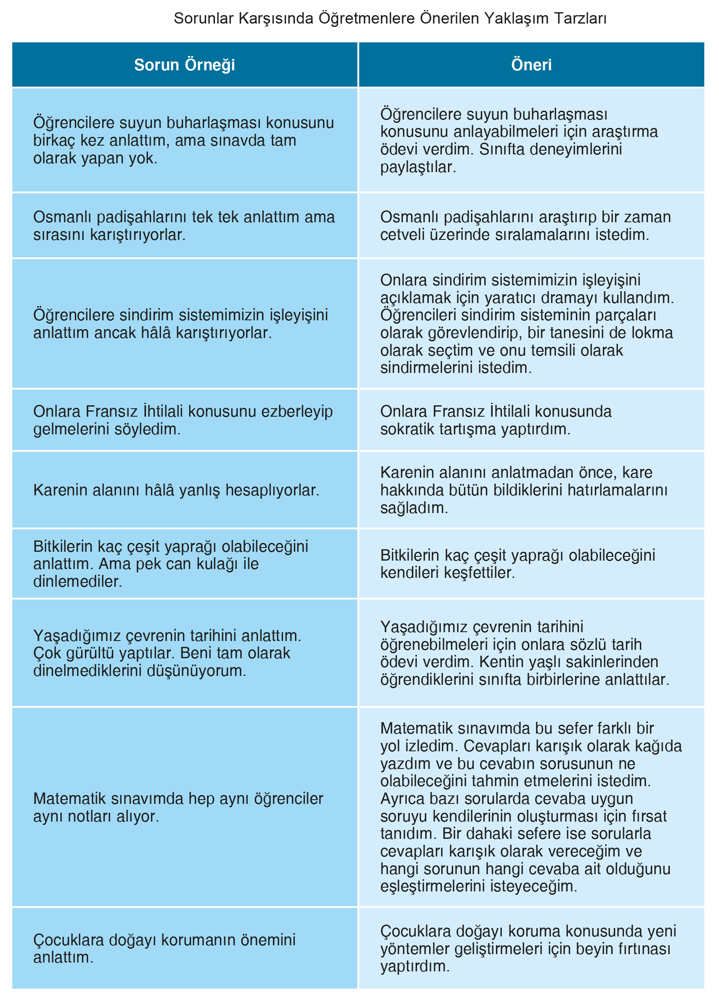 Sorunlar Karşısında Öğretmenlere Önerilen Yaklaşım Tarzları
Sorun Örneği
Öneri
Öğrencilere suyun buharlaşması konusunu
birkaç kez anlattım, ama sınavda tam
olarak yapan yok.
Öğrencilere suyun buharlaşması
konusunu anlayabilmeleri için araştırma
ödevi verdim. Sınıfta deneyimlerini
paylaştılar.
Osmanlı padişahlarını tek tek anlattım ama
sırasını karıştırıyorlar.
Osmanlı padişahlarını araştırıp bir zaman
cetveli üzerinde sıralamalarını istedim.
Öğrencilere sindirim sistemimizin işleyişini
anlattım ancak hâlâ karıştırıyorlar.
Onlara sindirim sistemimizin işleyişini
açıklamak için yaratıcı dramayı kullandım.
Öğrencileri sindirim sisteminin parçaları
olarak görevlendirip, bir tanesini de lokma
olarak seçtim ve onu temsili olarak
sindirmelerini istedim.
Onlara Fransız İhtilali konusunu ezberleyip
gelmelerini söyledim.
Onlara Fransız İhtilali konusunda
sokratik tartışma yaptırdım.
Karenin alanını hâlâ yanlış hesaplıyorlar.
Karenin alanını anlatmadan önce, kare
hakkında bütün bildiklerini hatırlamalarını
sağladım.
Bitkilerin kaç çeşit yaprağı olabileceğini
anlattım. Ama pek can kulağı ile
dinlemediler.
Bitkilerin kaç çeşit yaprağı olabileceğini
kendileri keşfettiler.
Yaşadığımız çevrenin tarihini anlattım.
Çok gürültü yaptılar. Beni tam olarak
dinelmediklerini düşünüyorum.
Yaşadığımız çevrenin tarihini
öğrenebilmeleri için onlara sözlü tarih
ödevi verdim. Kentin yaşlı sakinlerinden
öğrendiklerini sınıfta birbirlerine anlattılar.
Matematik sınavımda hep aynı öğrenciler
aynı notları alıyor.
Matematik sınavımda bu sefer farklı bir
yol izledim. Cevapları karışık olarak kağıda
yazdım ve bu cevabın sorusunun ne
olabileceğini tahmin etmelerini istedim.
Ayrıca bazı sorularda cevaba uygun
soruyu kendilerinin oluşturması için fırsat
tanıdım. Bir dahaki sefere ise sorularla
cevapları karışık olarak vereceğim ve
hangi sorunun hangi cevaba ait olduğunu
eşleştirmelerini isteyeceğim.
Çocuklara doğayı korumanın önemini
anlattım.
Çocuklara doğayı koruma konusunda yeni
yöntemler geliştirmeleri için beyin fırtınası
yaptırdım.